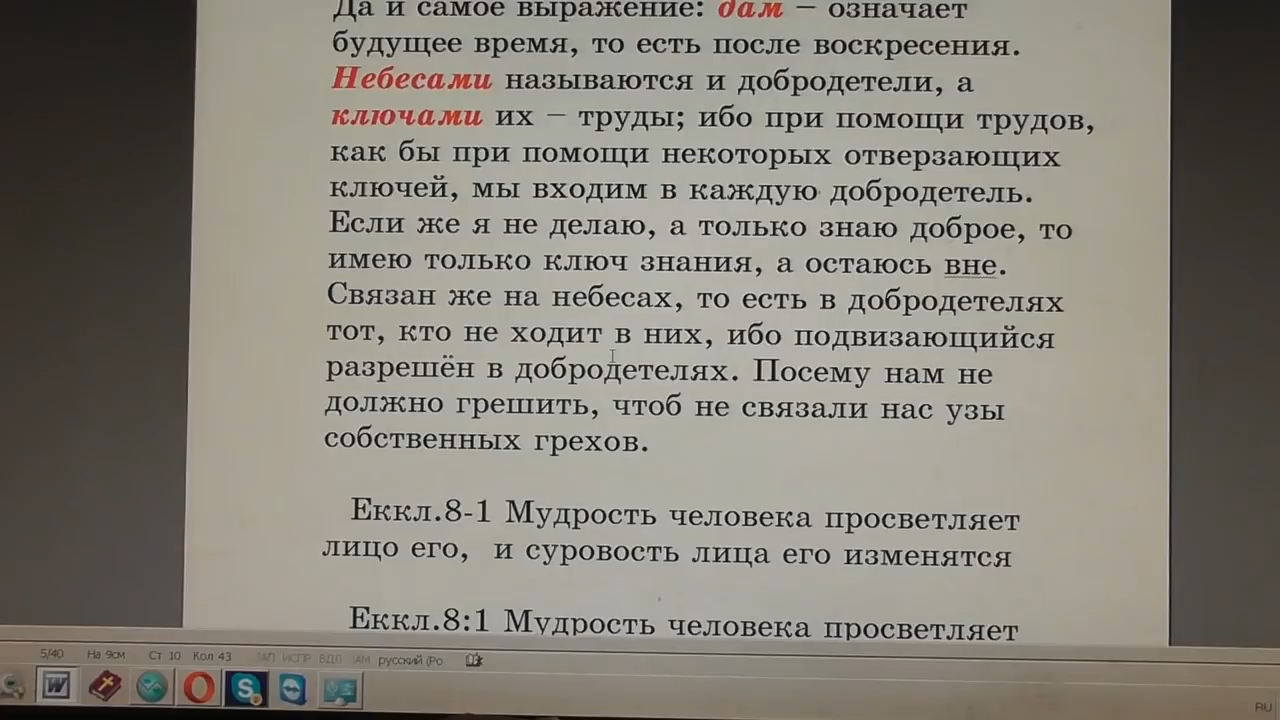 Да и самое выражение: дам – означает
будущее время, то есть после воскресения.
Небесами называются и добродетели, а
ключами их – труды; ибо при помощи трудов,
как бы при помощи некоторых отверзающих
ключей, мы входим в каждую добродетель.
Если же я не делаю, а только знаю доброе, то
имею только ключ знания, а остаюсь вне.
Связан же на небесах, то есть в добродетелях
тот, кто не ходит в них, ибо подвизающийся
разрешён в добродетелях. Посему нам не
должно грешить, чтоб не связали нас узы
собственных грехов.
Еккл.8-1 Мудрость человека просветляет
лицо его, и суровость лица его изменятся
Еккл.8:1 Мудрость человека просветляет
5/40 На 9см Ст 10 Кол 43 ЗАП ИСПР ВДЛ ЗАМ русский (Ро
RU